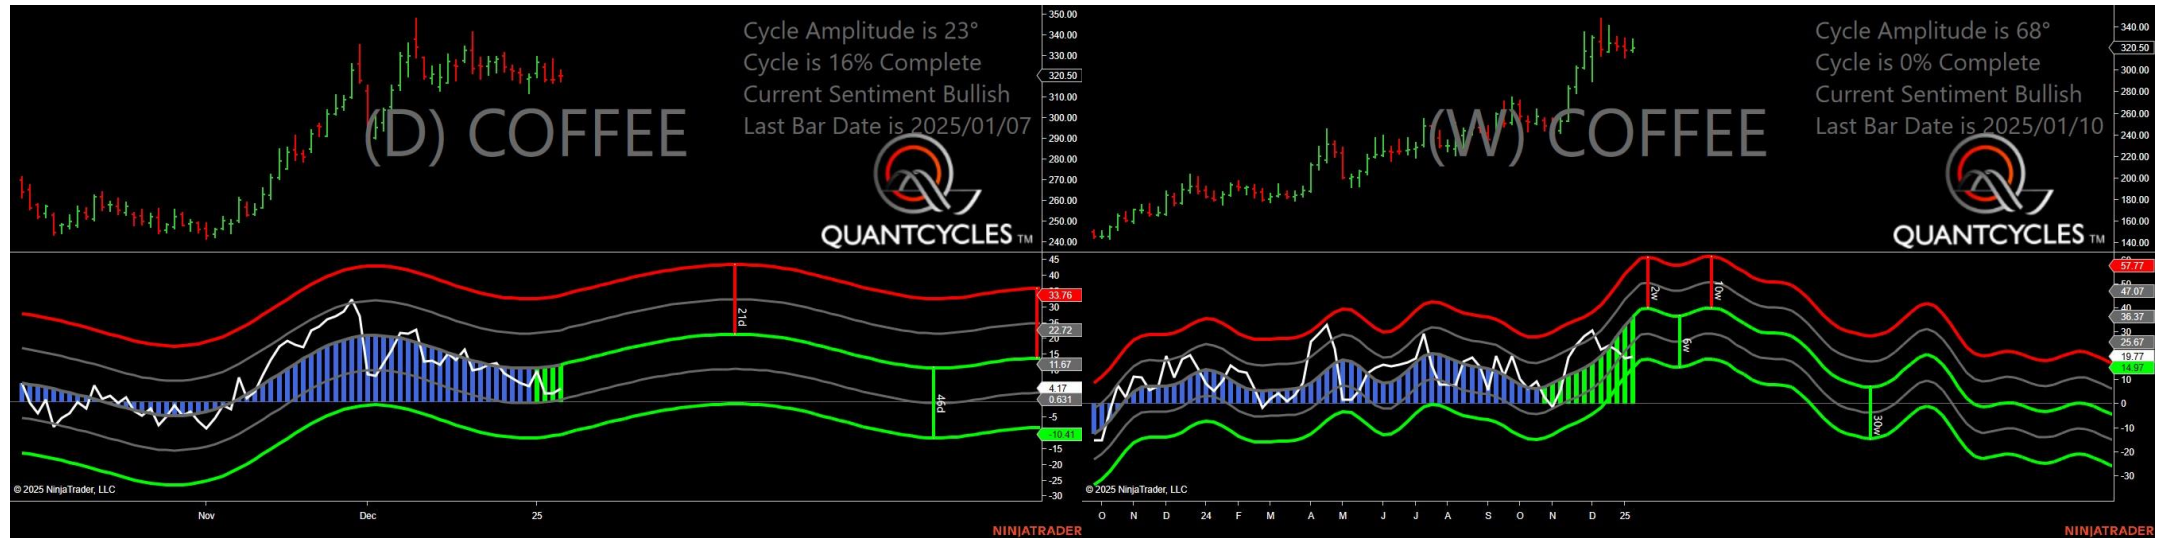 Cycle Amplitude is 23°
Cycle is 16% Complete
Current Sentiment Bullish
Last Bar Date is 2025/01/07
(D) COFFEE
QUANTCYCLES TM
350.00
340.00
330.00
320.50
310.00
300.00
290.00
280.00
270.00
260.00
250.00
240.00
45
40
33.76
30
22.72
20
15
11.67
4.17
0.631
-5
-10.41
-15
-20
-25
-30
21d
46d
© 2025 NinjaTrader, LLC
Nov
Dec
25
NINJATRADER
Cycle Amplitude is 68°
Cycle is 0% Complete
Current Sentiment Bullish
Last Bar Date is 2025/01/10
(W) COFFEE
QUANTCYCLES TM
340.00
320.50
300.00
280.00
260.00
240.00
220.00
200.00
180.00
160.00
140.00
57.77
47.07
40
36.37
30
25.67
19.77
14.97
10
0
-10
-20
-30
2w
10w
6w
30w
© 2025 NinjaTrader, LLC
O N D 24 F M A M J J A S O N D 25
NINJATRADER